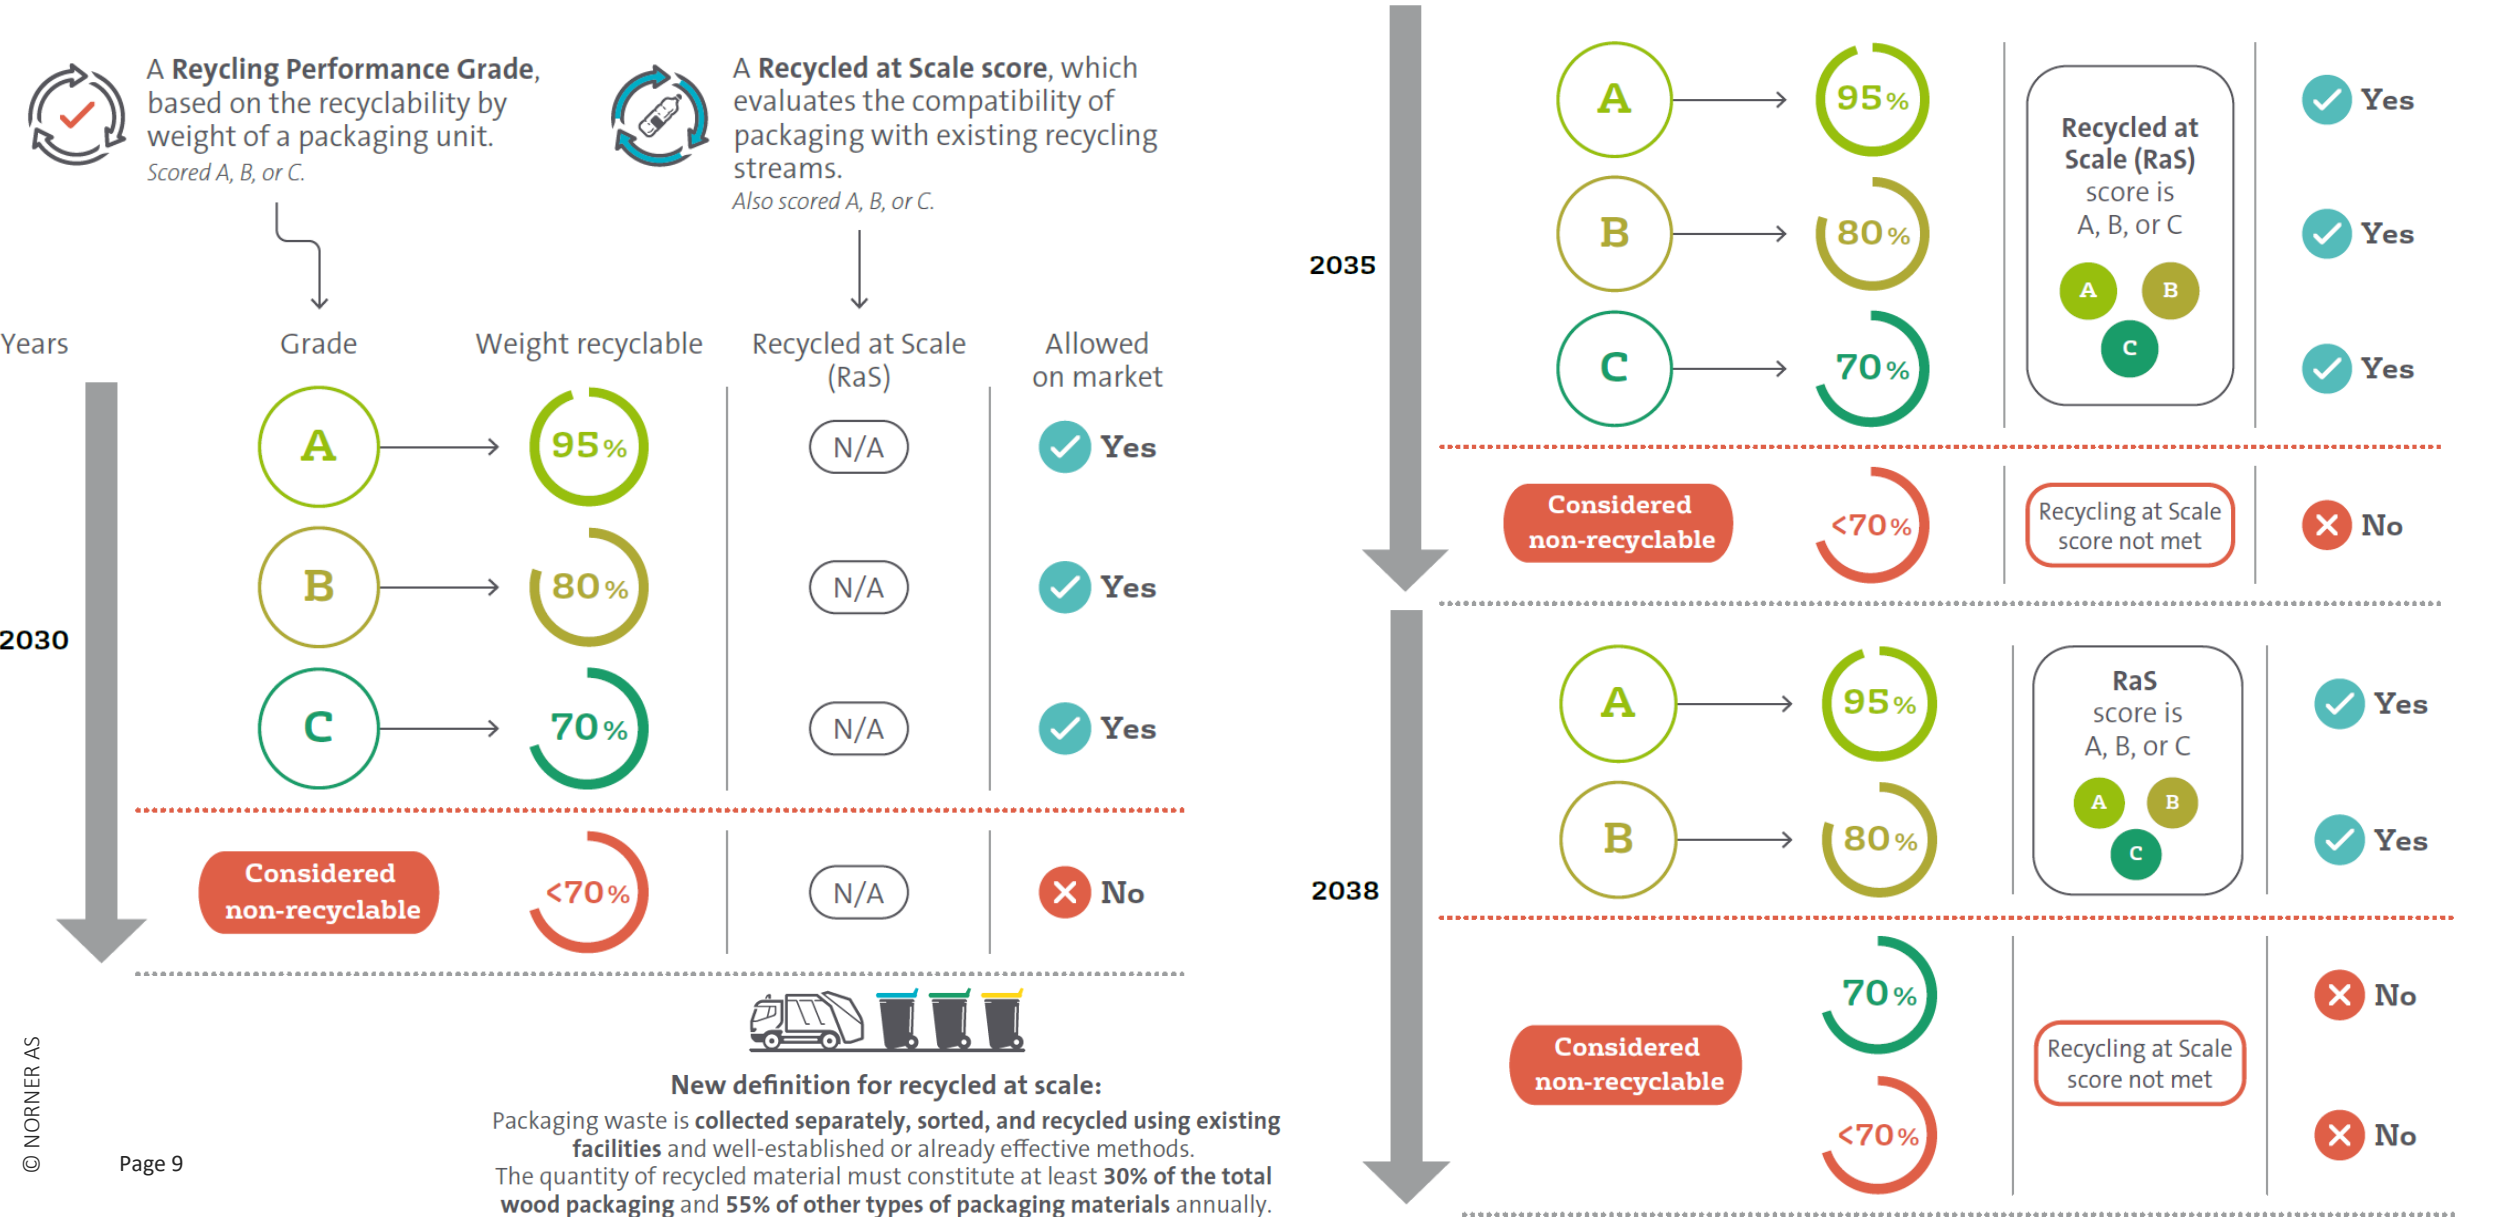 A Reycling Performance Grade,
based on the recyclability by
weight of a packaging unit.
Scored A, B, or C.
A Recycled at Scale score, which
evaluates the compatibility of
packaging with existing recycling
streams.
Also scored A, B, or C.
Years
Grade
Weight recyclable
Recycled at Scale
(RaS)
Allowed
on market
2030
A
95%
N/A
Yes
B
80%
N/A
Yes
C
70%
N/A
Yes
Considered
non-recyclable
<70%
N/A
No
New definition for recycled at scale:
Packaging waste is collected separately, sorted, and recycled using existing
facilities and well-established or already effective methods.
The quantity of recycled material must constitute at least 30% of the total
wood packaging and 55% of other types of packaging materials annually.
© NORNER AS
Page 9
2035
A
95%
Yes
B
80%
Yes
C
70%
Yes
Recycled at
Scale (RaS)
score is
A, B, or C
A
B
C
Considered
non-recyclable
<70%
Recycling at Scale
score not met
No
2038
A
95%
Yes
B
80%
Yes
RaS
score is
A, B, or C
A
B
C
Considered
non-recyclable
70%
No
<70%
Recycling at Scale
score not met
No